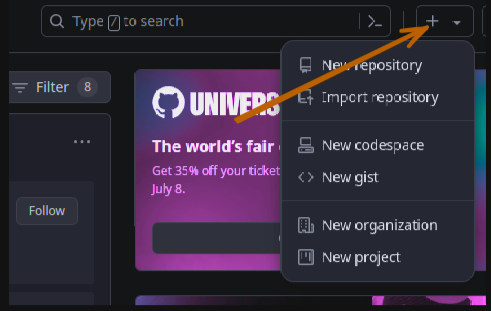 Type / to search
Filter 8
UNIVERS
The world's fair
Get 35% off your ticket
July 8.
Follow
New repository
Import repository
New codespace
New gist
New organization
New project